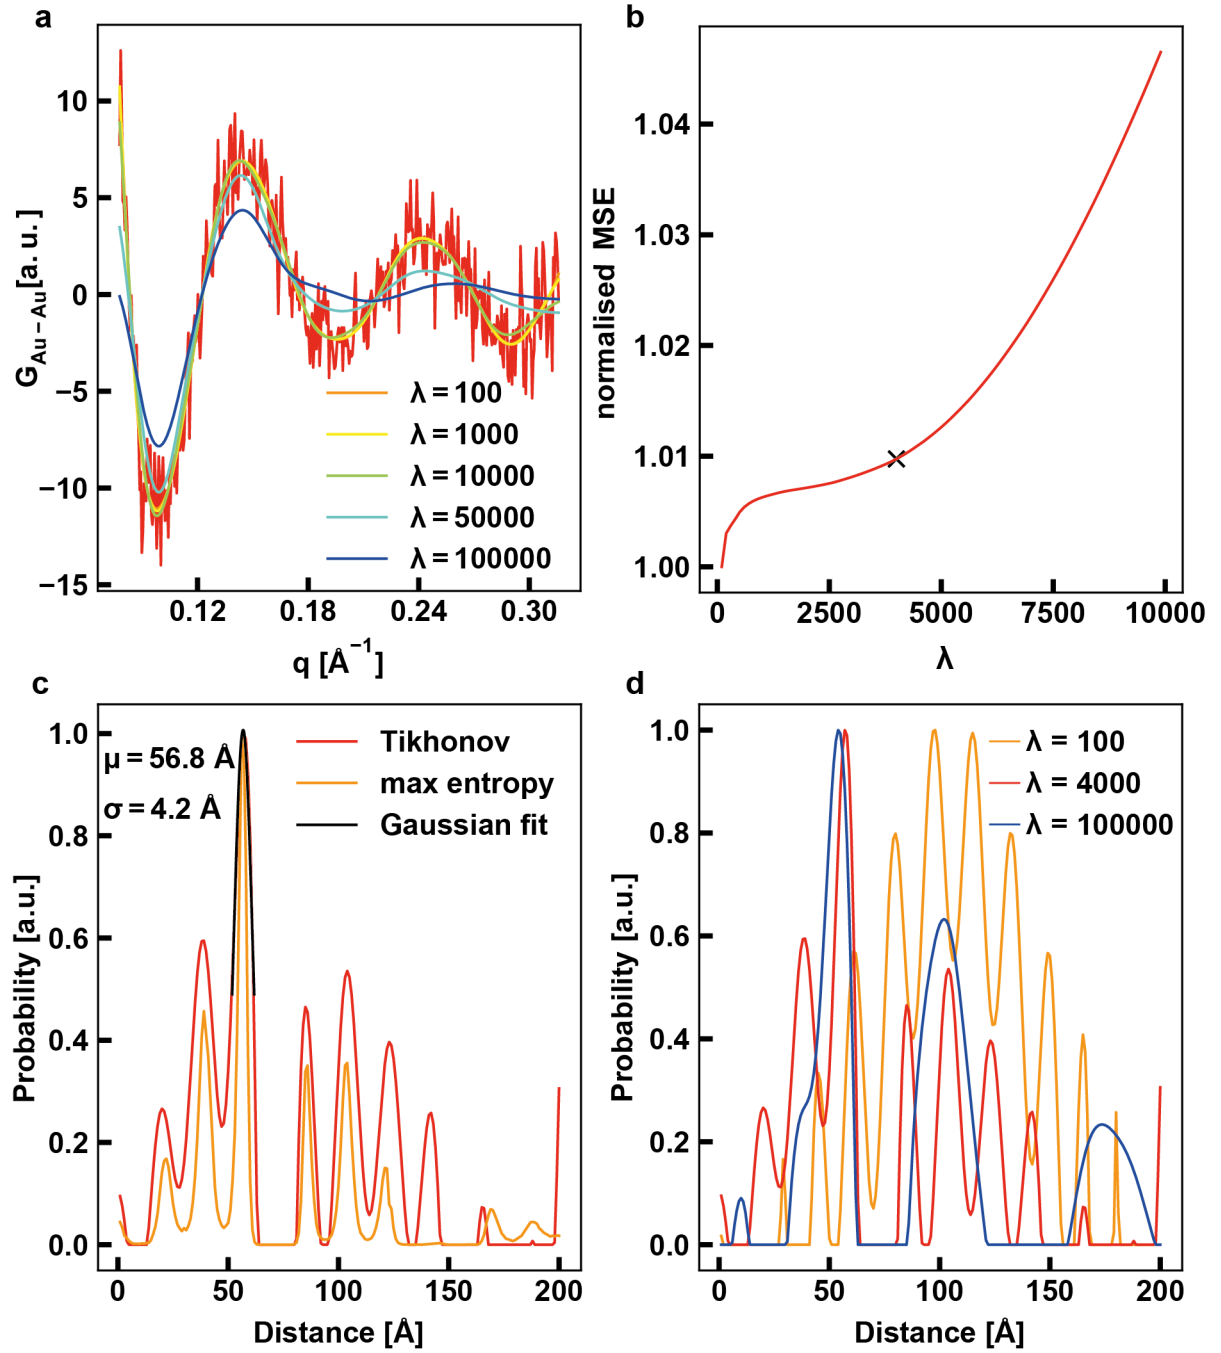 a
10
5
0
−5
−10
−15
G Au − Au [a. u.]
λ = 100
λ = 1000
λ = 10000
λ = 50000
λ = 100000
0.12 0.18 0.24 0.30
q [Å−1]
b
1.04
1.03
1.02
1.01
1.00
normalised MSE
0 2500 5000 7500 10000
λ
c
1.0
0.8
0.6
0.4
0.2
0.0
Probability [a.u.]
μ = 56.8 Å
σ = 4.2 Å
Tikhonov
max entropy
Gaussian fit
0 50 100 150 200
Distance [Å]
d
1.0
0.8
0.6
0.4
0.2
0.0
Probability [a.u.]
λ = 100
λ = 4000
λ = 100000
0 50 100 150 200
Distance [Å]